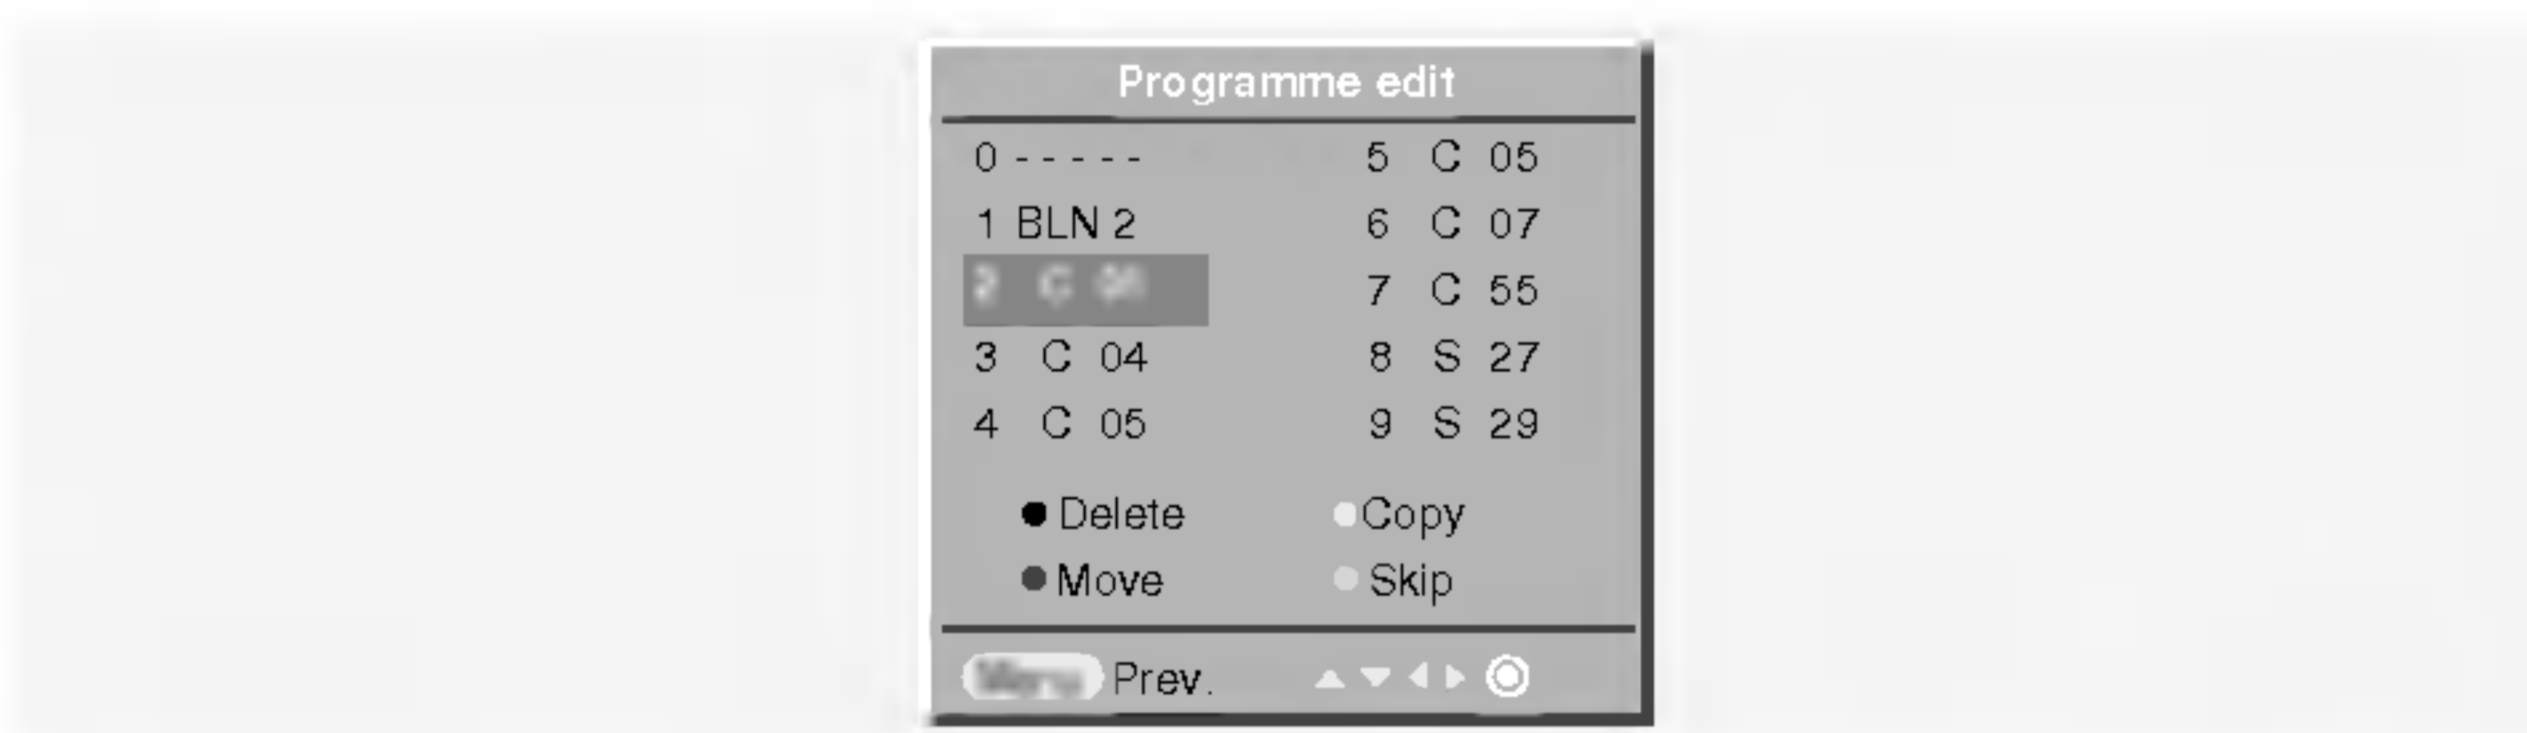 Programme edit
0 - - - - -
5 C 05
1 BLN 2
6 C 07
2 C
7 C 55
3 C 04
8 S 27
4 C 05
9 S 29
Delete
Copy
Move
Skip
Prev.